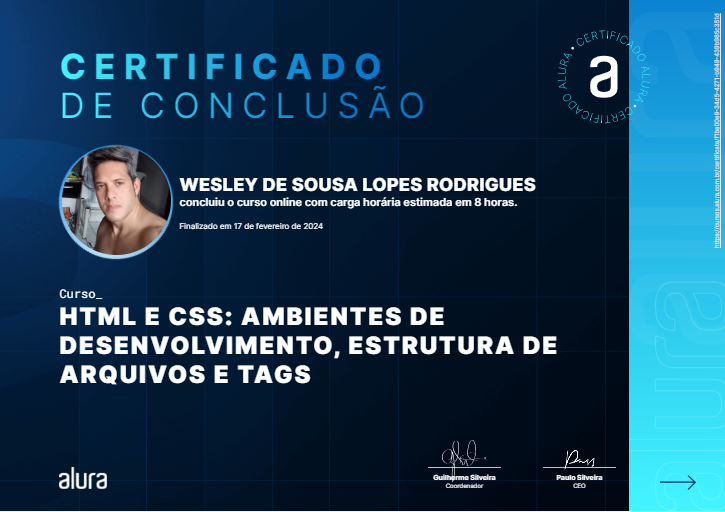 CERTIFICADO
DE CONCLUSÃO
CERTIFICADO ALURA • CERTIFICADO ALURA •
a
WESLEY DE SOUSA LOPES RODRIGUES
concluiu o curso online com carga horária estimada em 8 horas.
Finalizado em 17 de fevereiro de 2024
Curso_
HTML E CSS: AMBIENTES DE
DESENVOLVIMENTO, ESTRUTURA DE
ARQUIVOS E TAGS
alura
Guilherme Silveira
Coordenador
Paulo Silveira
CEO
alura